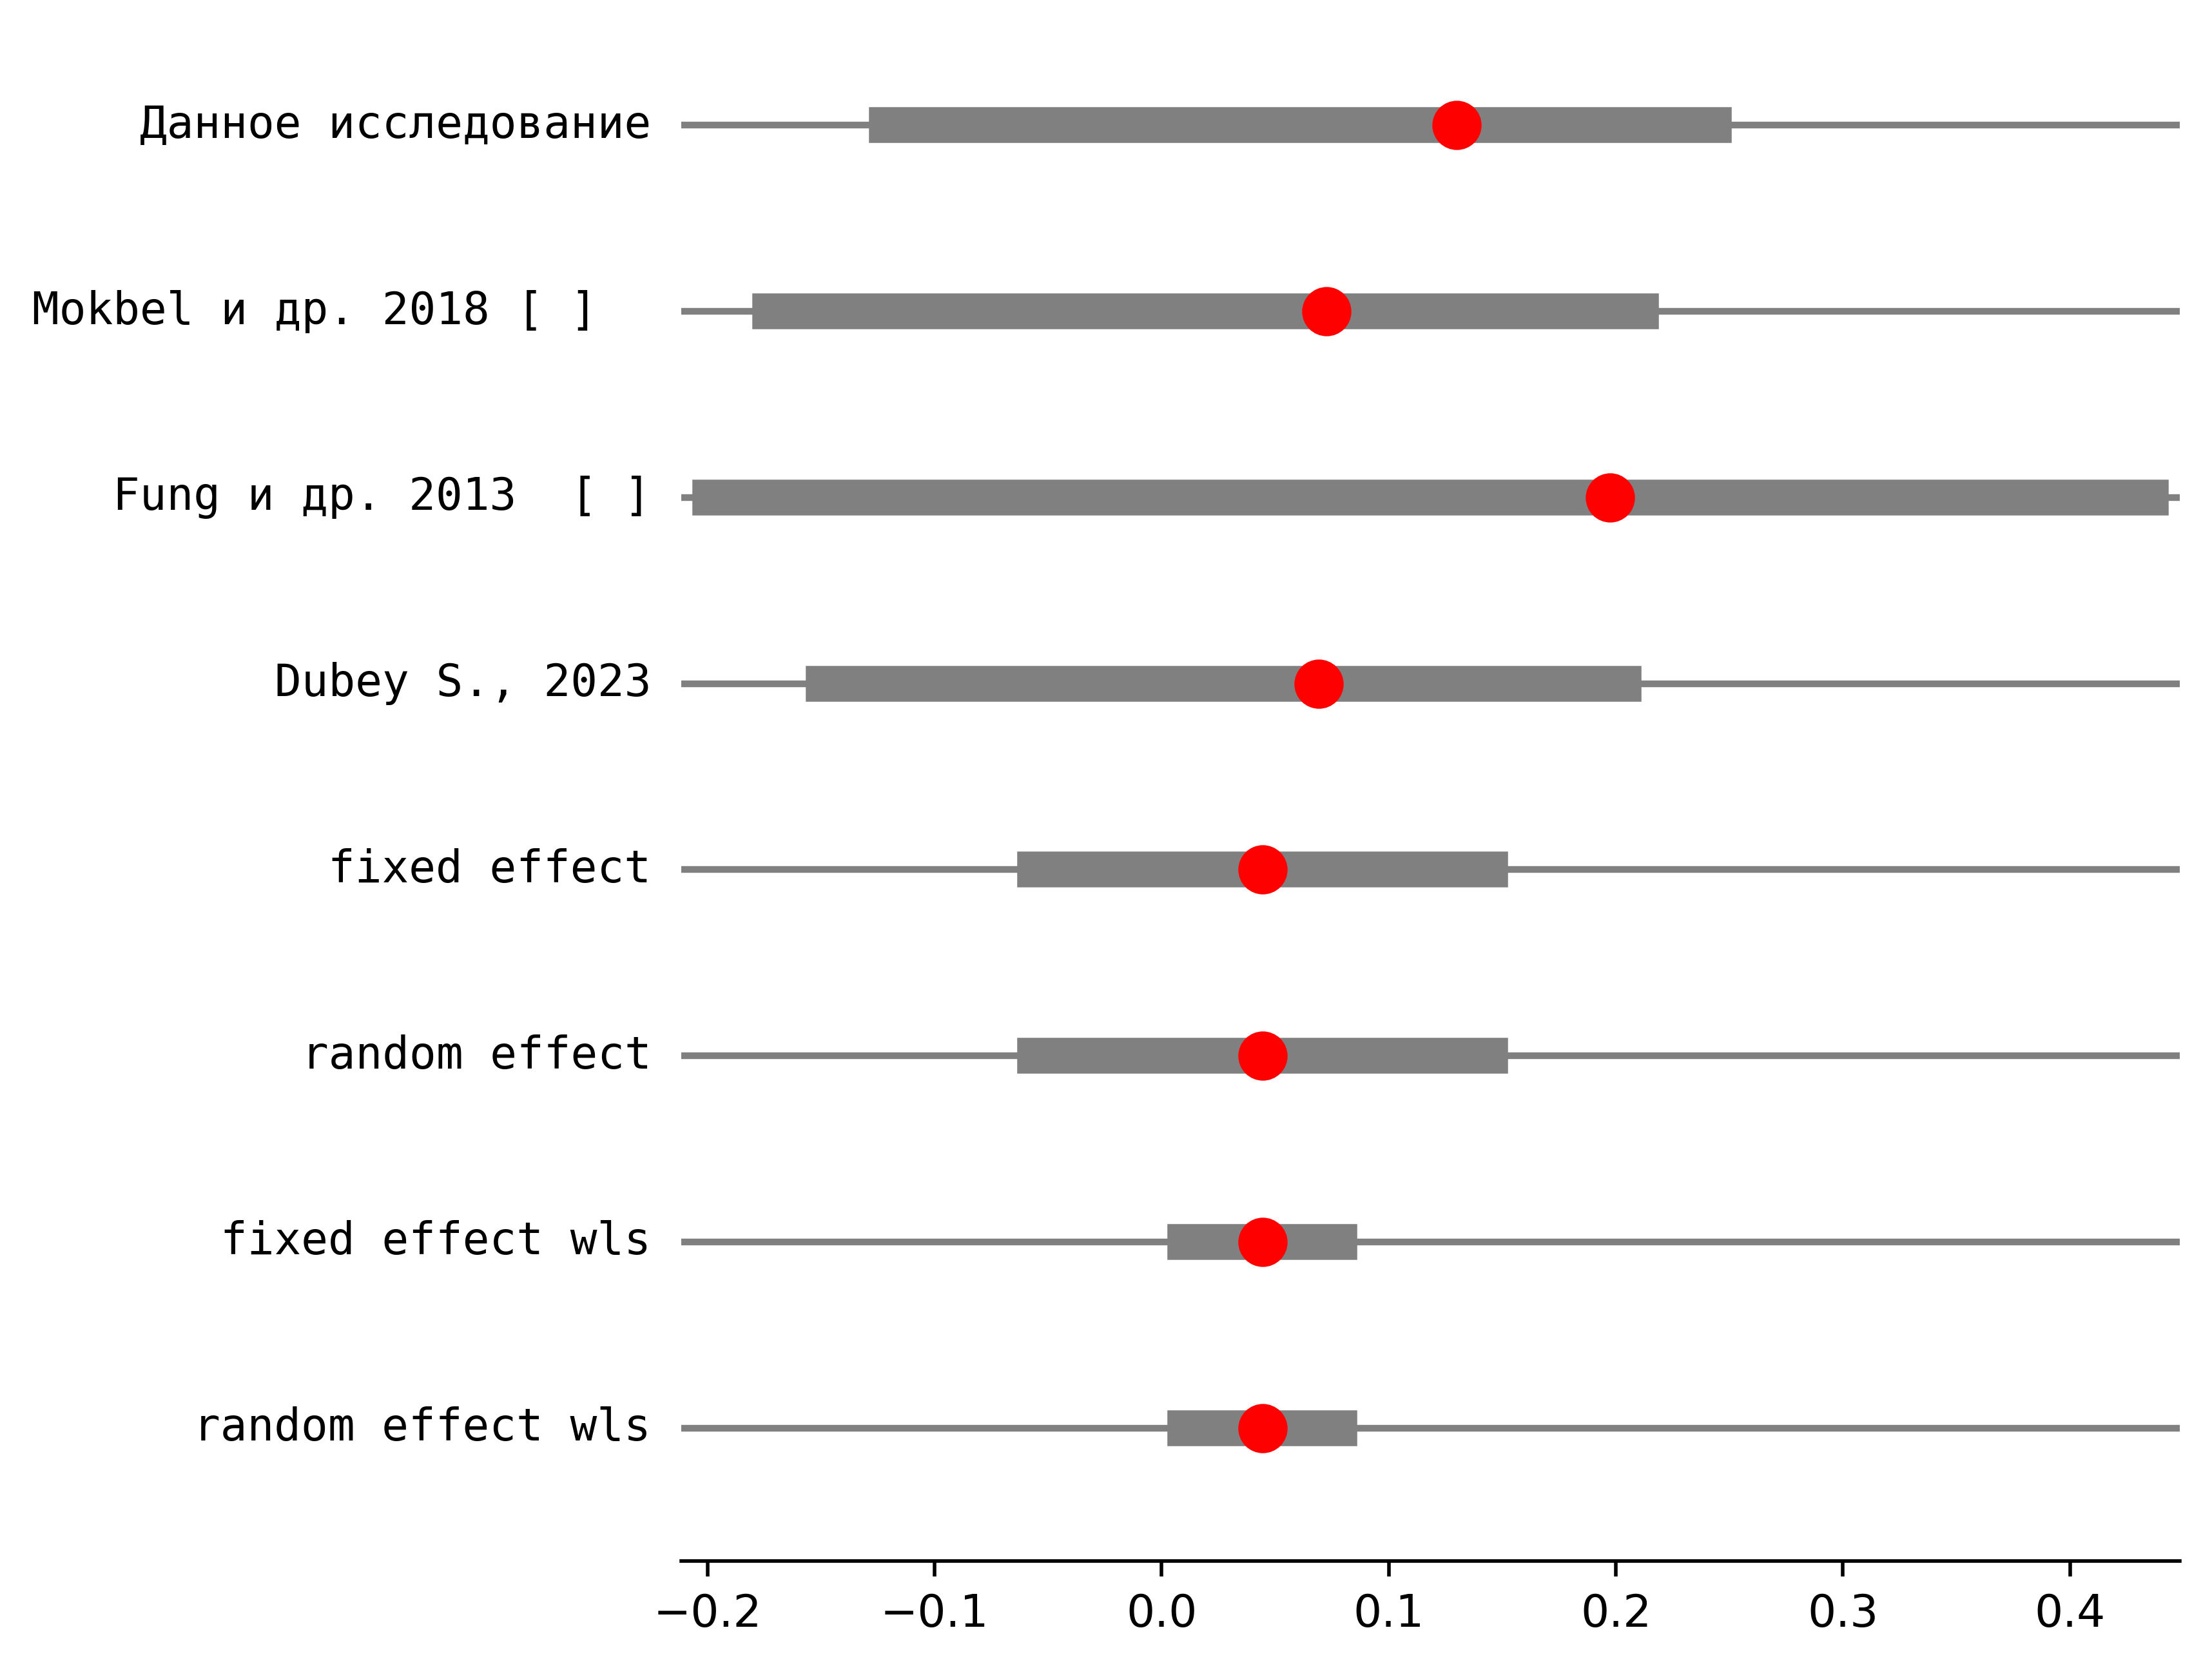 Данное исследование
Mokbel и др. 2018 [ ]
Fung и др. 2013  [ ]
Dubey S., 2023
fixed effect
random effect
fixed effect wls
random effect wls
−0.2 −0.1 0.0 0.1 0.2 0.3 0.4